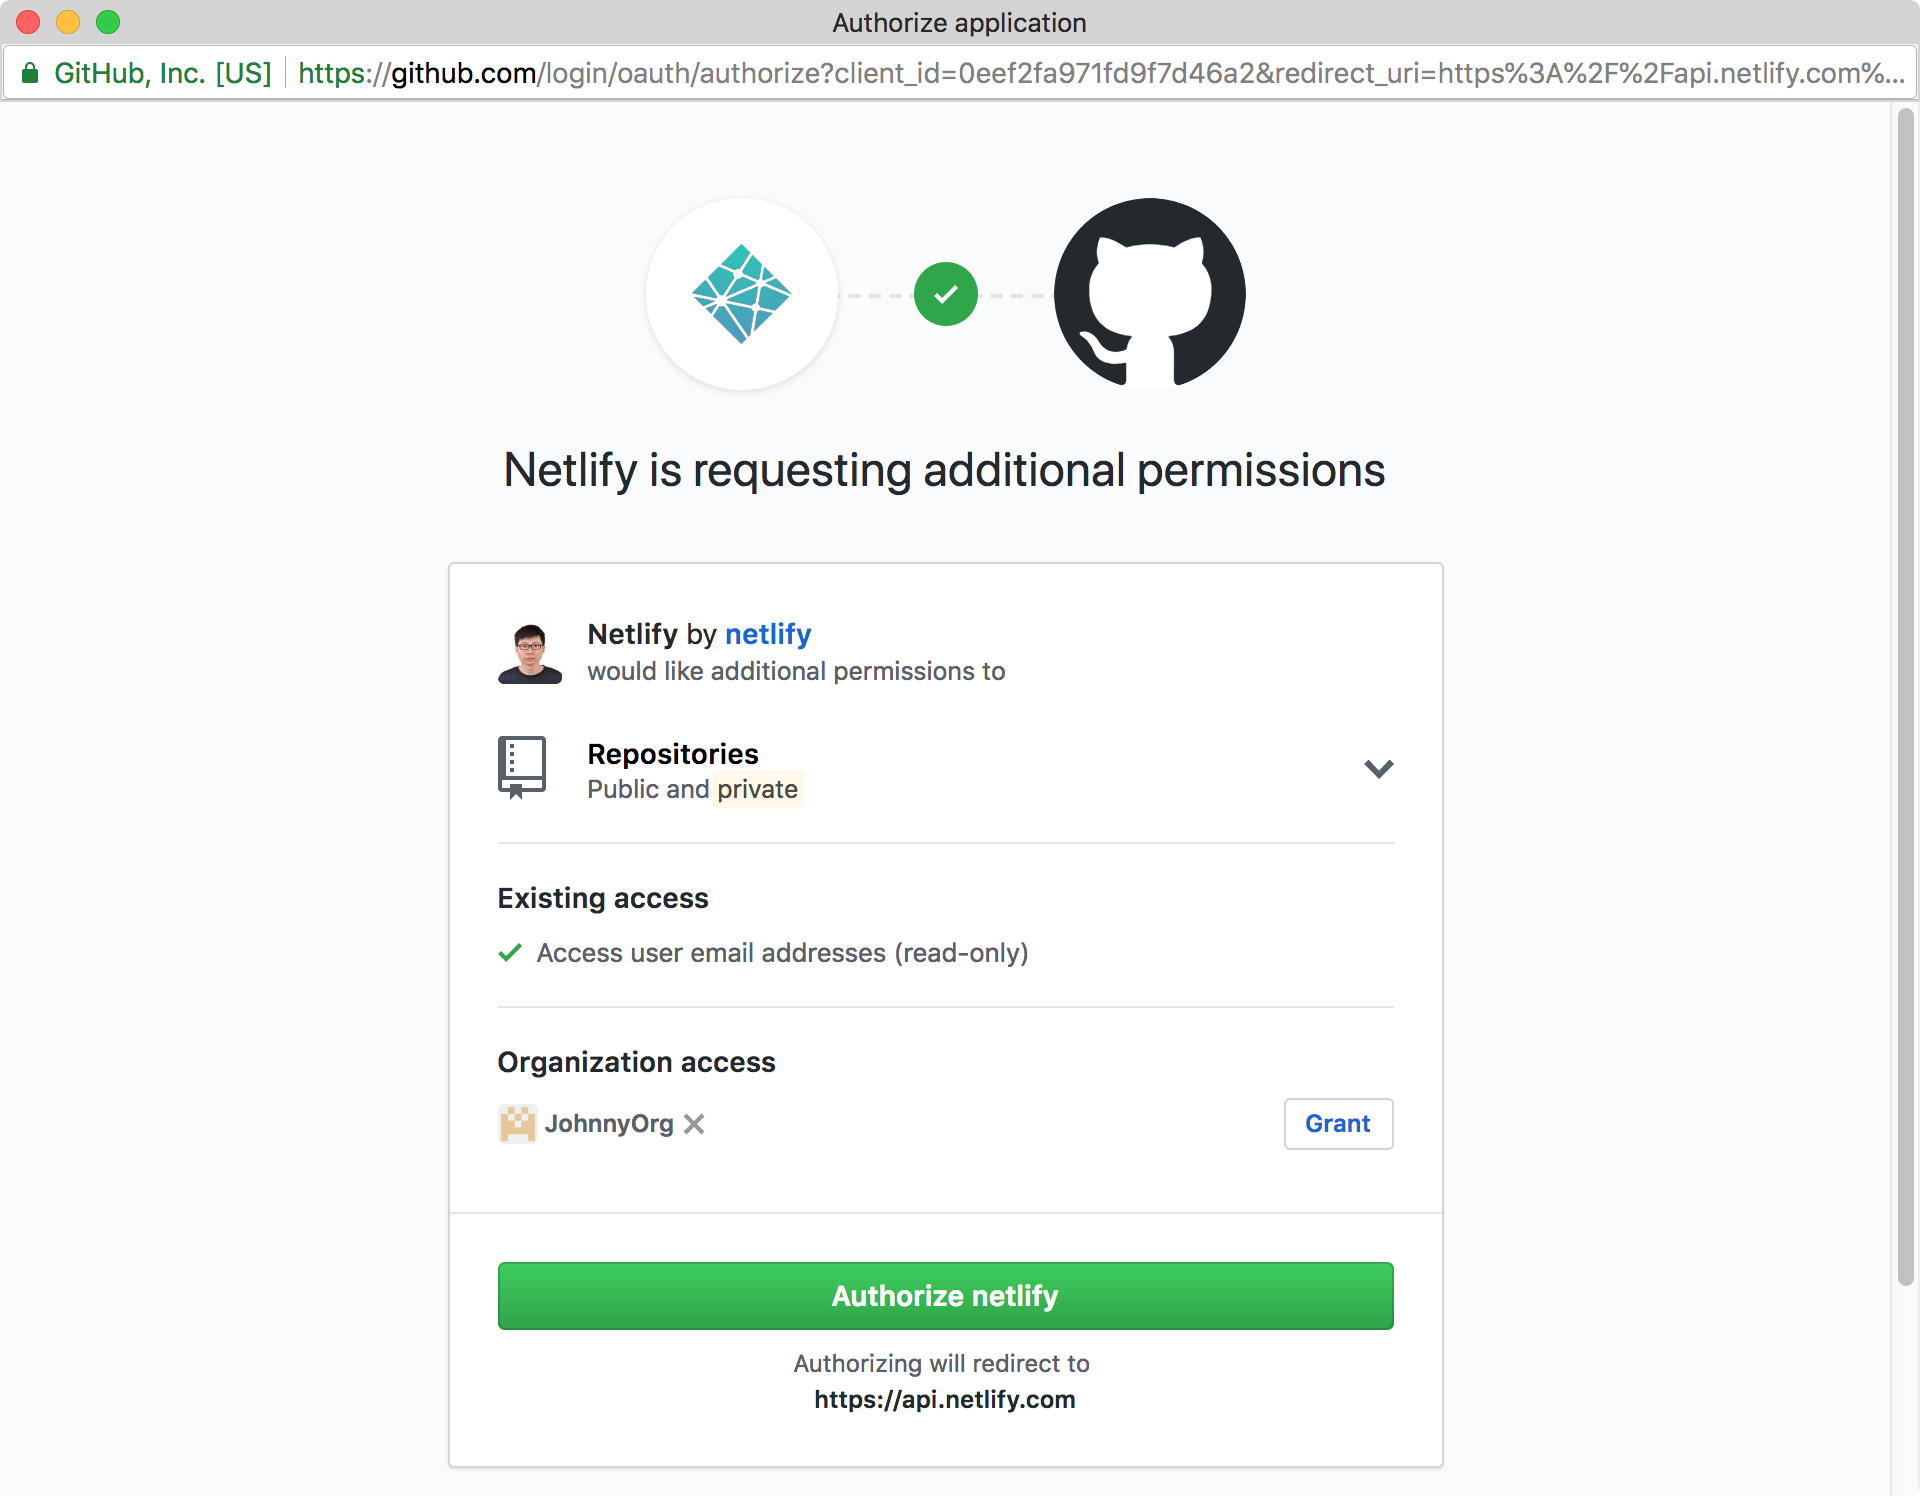 Authorize application
GitHub, Inc. [US] https://github.com/login/oauth/authorize?client_id=0eef2fa971fd9f7d46a2&redirect_uri=https%3A%2F%2Fapi.netlify.com%...
Netlify is requesting additional permissions
Netlify by netlify
would like additional permissions to
Repositories
Public and private
Existing access
Access user email addresses (read-only)
Organization access
JohnnyOrg
Grant
Authorize netlify
Authorizing will redirect to
https://api.netlify.com